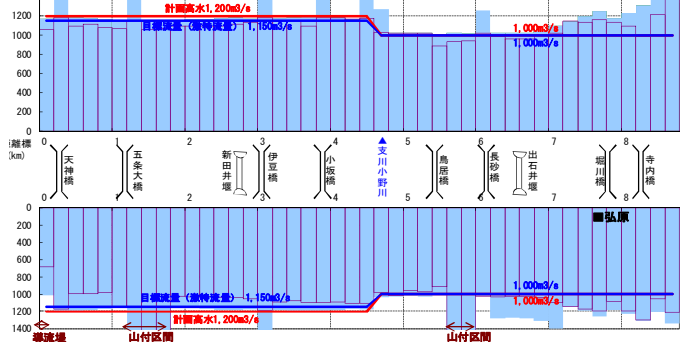 計画高水1,200m3/s
1200
目標流量（激特流量） 1,150m3/s
1,000m3/s
1000
1,000m3/s
800
600
400
200
0
離標 0 1 2 3 4 5 6 7 8
(km)
天神橋
五条大橋
新田井堰
伊豆橋
小坂橋
▲支川小野川
鳥居橋
長砂橋
出石井堰
堀川橋
寺内橋
0 1 2 3 4 5 6 7 8
0
■弘原
200
400
600
800
1,000m3/s
目標流量（激特流量） 1,150m3/s
1000
1,000m3/s
1200
計画高水1,200m3/s
1400
導流堤 山付区間 山付区間